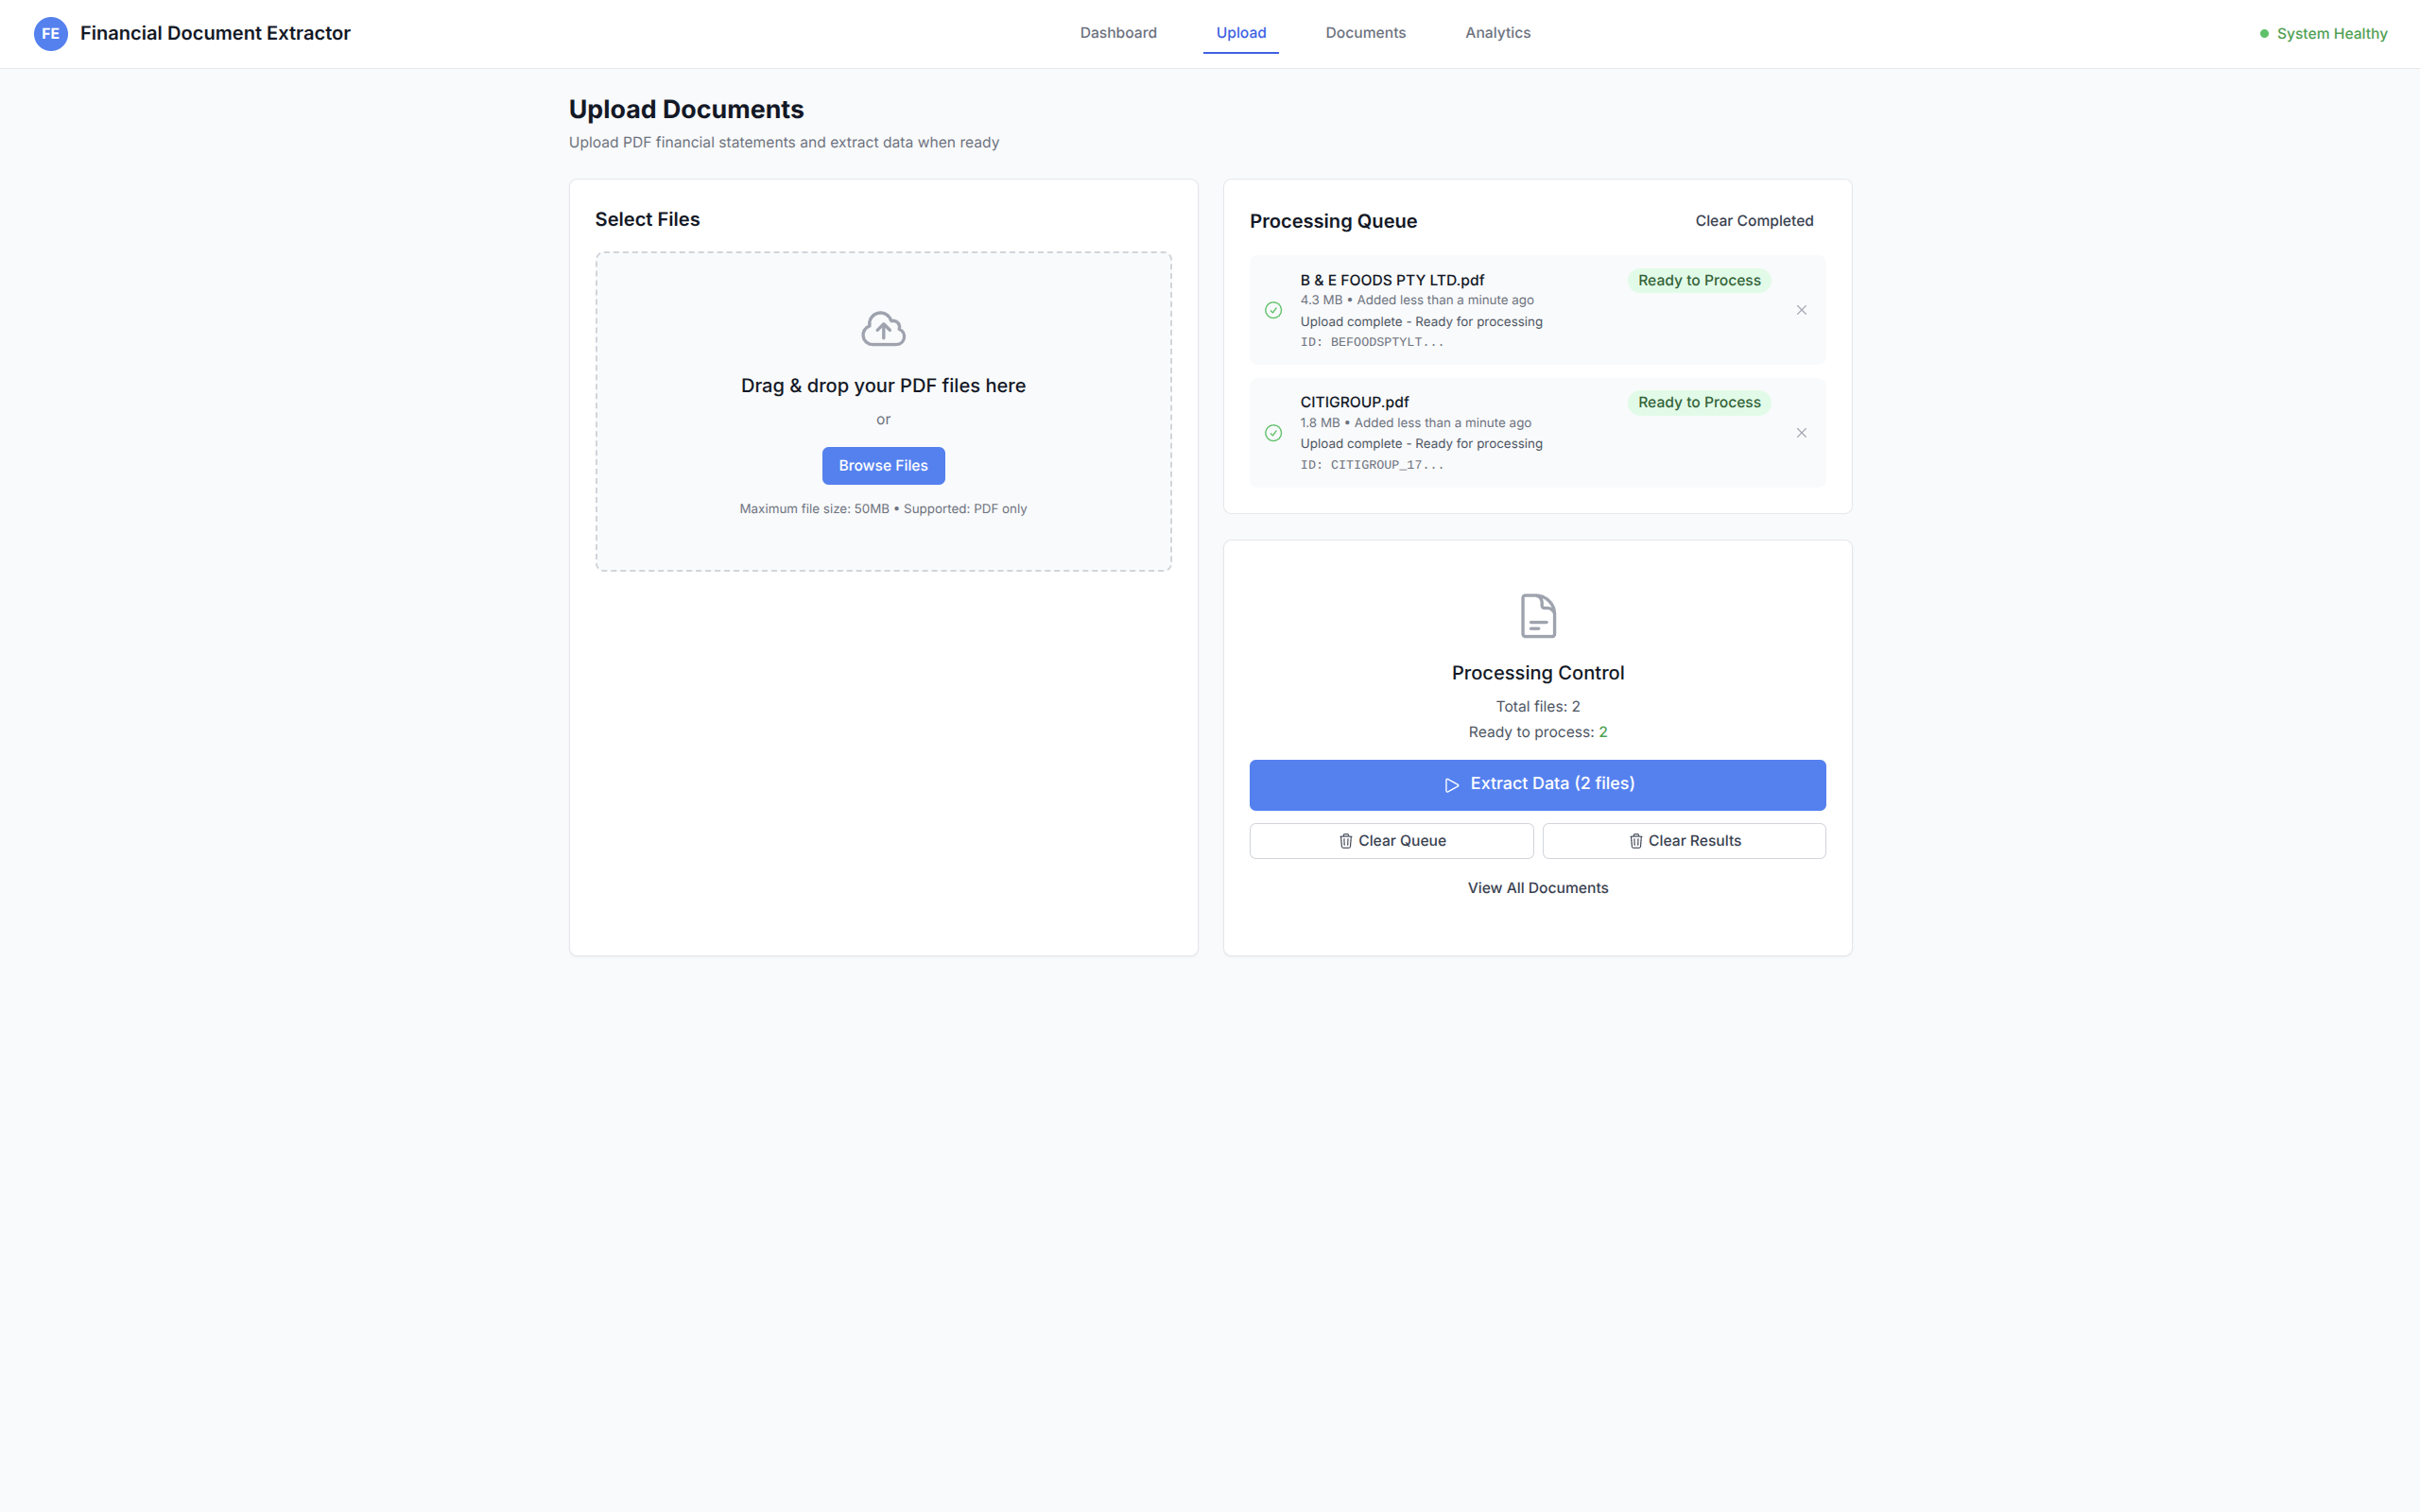 FE
Financial Document Extractor
Dashboard
Upload
Documents
Analytics
System Healthy
Upload Documents
Upload PDF financial statements and extract data when ready
Select Files
Drag & drop your PDF files here
or
Browse Files
Maximum file size: 50MB • Supported: PDF only
Processing Queue
Clear Completed
B & E FOODS PTY LTD.pdf
Ready to Process
4.3 MB • Added less than a minute ago
Upload complete - Ready for processing
ID: BEFOODSPTYLT...
CITIGROUP.pdf
Ready to Process
1.8 MB • Added less than a minute ago
Upload complete - Ready for processing
ID: CITIGROUP_17...
Processing Control
Total files: 2
Ready to process: 2
Extract Data (2 files)
Clear Queue
Clear Results
View All Documents